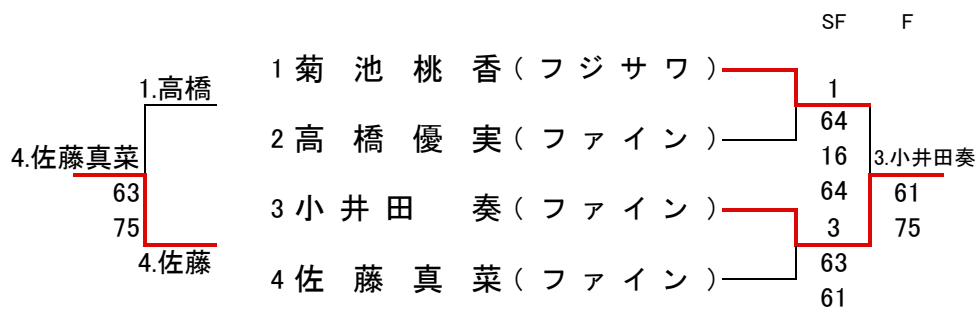 SF F
1 菊池桃香(フジサワ)
2 高橋優実(ファイン)
3 小井田 奏(ファイン)
4 佐藤真菜(ファイン)
1.高橋
4.佐藤真菜
63
75
4.佐藤
1
64
16
64
3
63
61
3.小井田奏
61
75